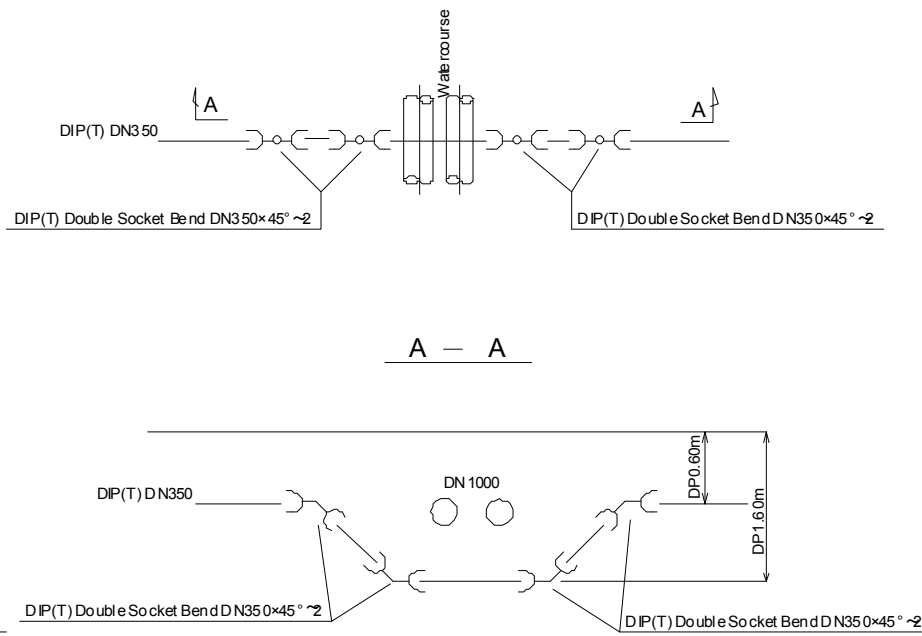 Watercourse
A
A
DIP(T) DN350
DIP(T) Double Socket Bend DN350×45°~2
DIP(T) Double Socket Bend DN350×45°~2
A — A
DIP(T) DN350
DN1000
DP0.60m
DP1.60m
DIP(T) Double Socket Bend DN350×45°~2
DIP(T) Double Socket Bend DN350×45°~2